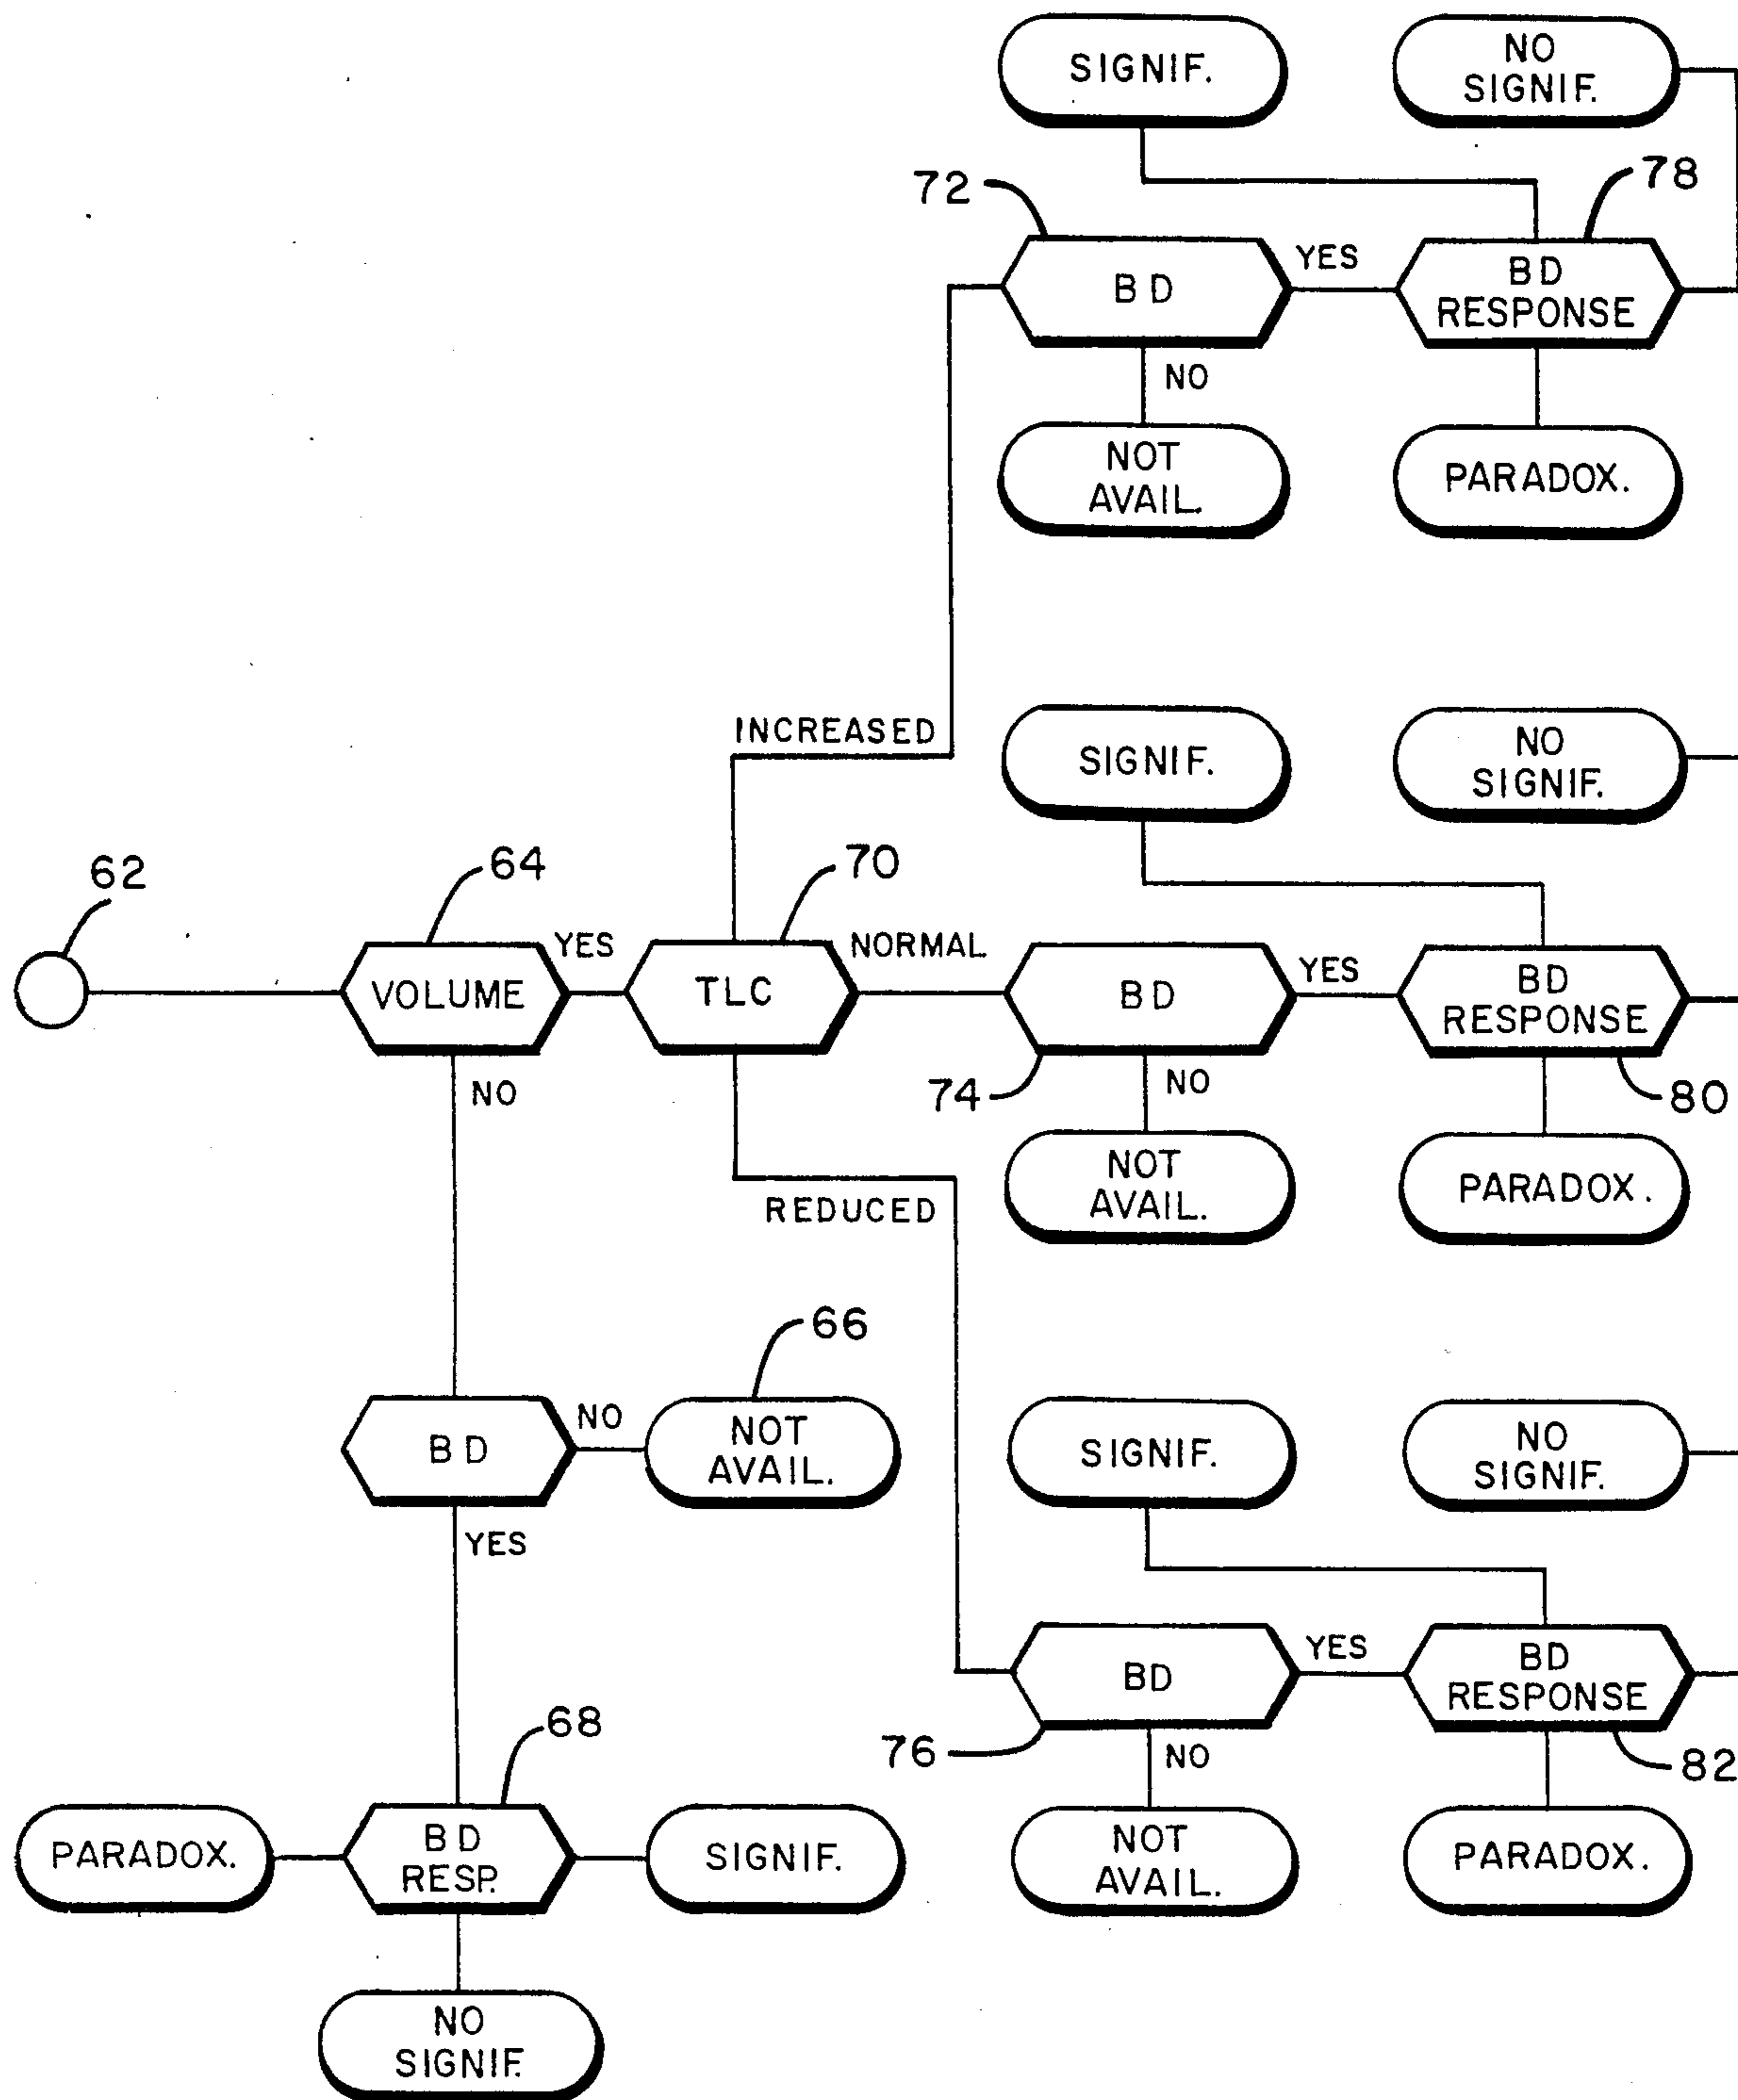 SIGNIF.
NO
SIGNIF.
72
78
BD
YES
BD
RESPONSE
NO
NOT
AVAIL.
PARADOX.
INCREASED
SIGNIF.
NO
SIGNIF.
62
64
70
VOLUME
YES
TLC
NORMAL
BD
YES
BD
RESPONSE
NO
74
NO
80
NOT
AVAIL.
PARADOX.
REDUCED
66
BD
NO
NOT
AVAIL.
SIGNIF.
NO
SIGNIF.
YES
BD
YES
BD
RESPONSE
68
76
NO
82
PARADOX.
BD
RESP.
SIGNIF.
NOT
AVAIL.
PARADOX.
NO
SIGNIF.